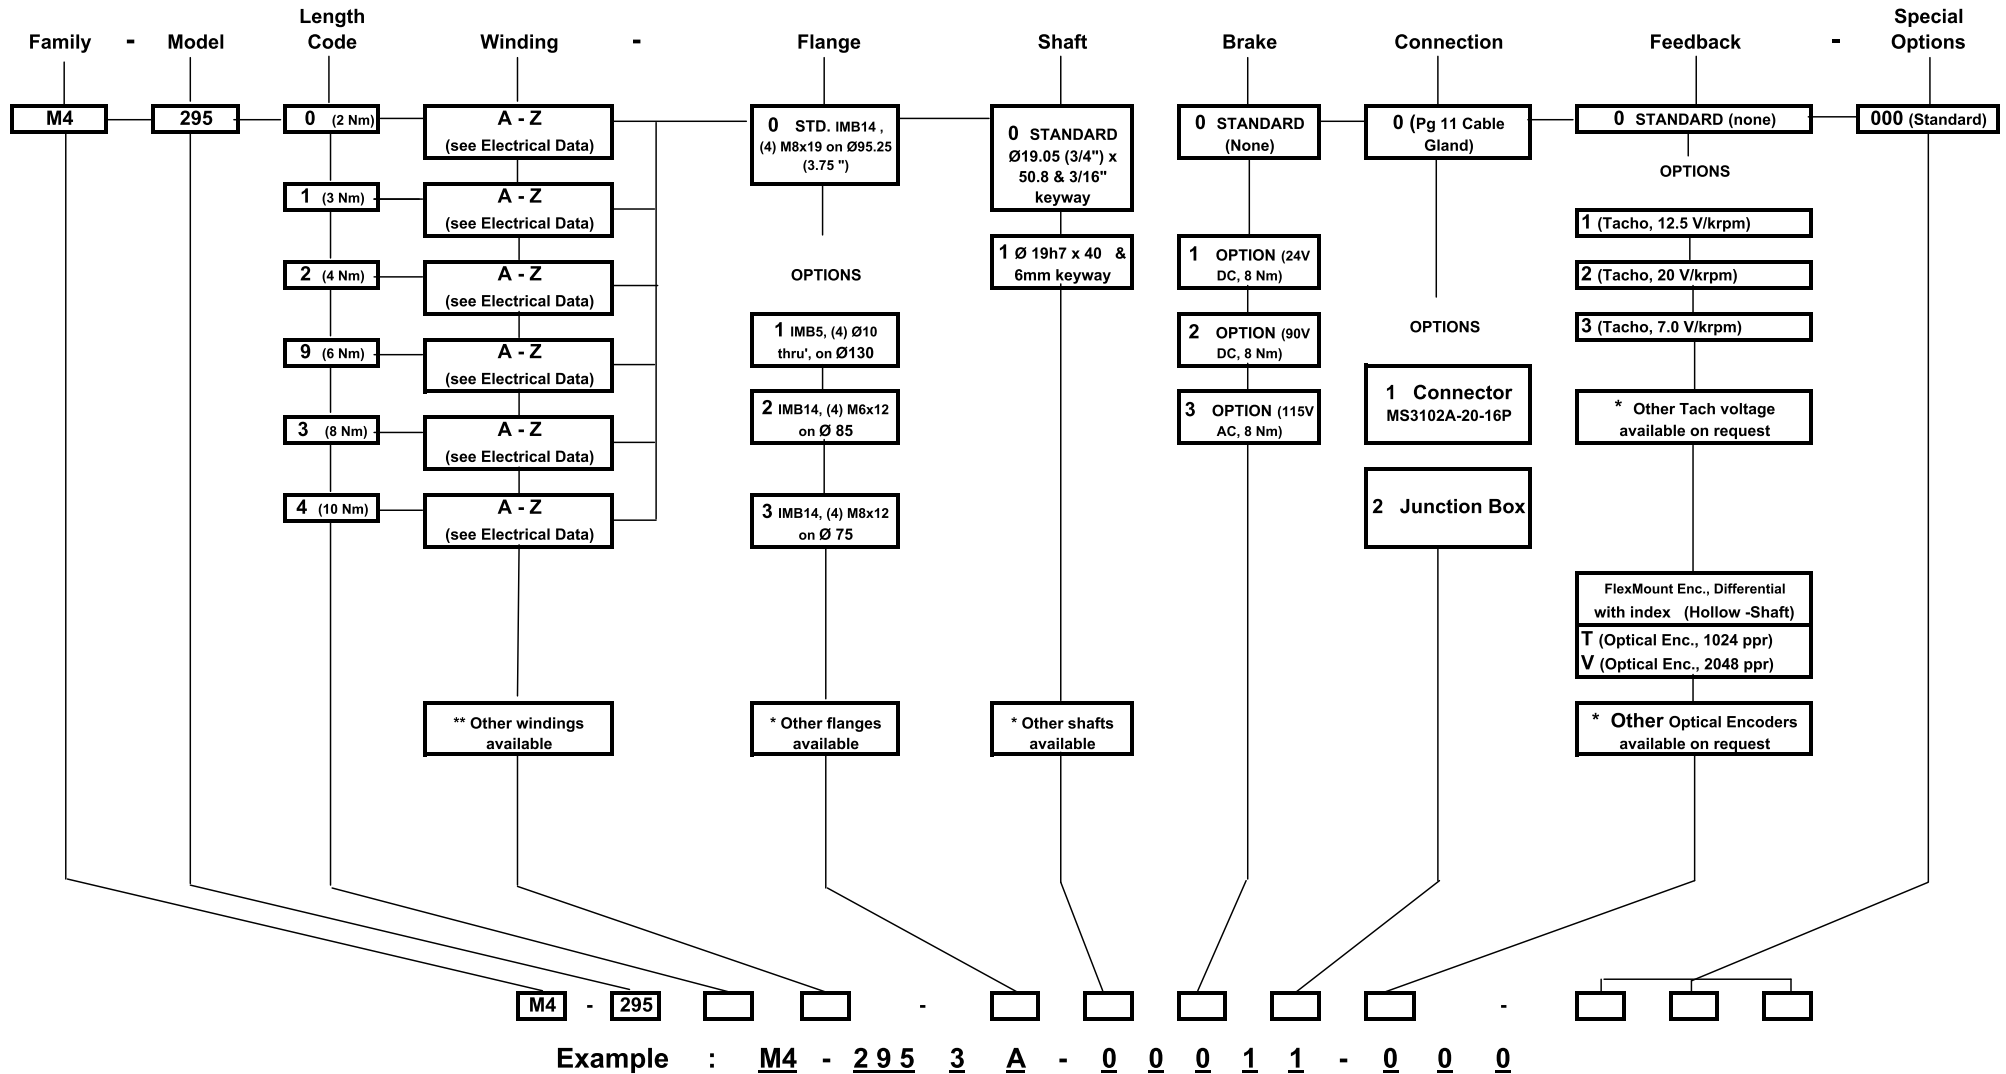 Family - Model Length Code Winding - Flange Shaft Brake Connection Feedback - Special Options
M4
295
0 (2 Nm)
1 (3 Nm)
2 (4 Nm)
9 (6 Nm)
3 (8 Nm)
4 (10 Nm)
A - Z
(see Electrical Data)
A - Z
(see Electrical Data)
A - Z
(see Electrical Data)
A - Z
(see Electrical Data)
A - Z
(see Electrical Data)
A - Z
(see Electrical Data)
** Other windings
available
0 STD. IMB14 ,
(4) M8x19 on Ø95.25
(3.75 ")
OPTIONS
1 IMB5, (4) Ø10
thru', on Ø130
2 IMB14, (4) M6x12
on Ø 85
3 IMB14, (4) M8x12
on Ø 75
* Other flanges
available
0 STANDARD
Ø19.05 (3/4") x
50.8 & 3/16"
keyway
1 Ø 19h7 x 40 &
6mm keyway
* Other shafts
available
0 STANDARD
(None)
1 OPTION (24V
DC, 8 Nm)
2 OPTION (90V
DC, 8 Nm)
3 OPTION (115V
AC, 8 Nm)
0 (Pg 11 Cable
Gland)
OPTIONS
1 Connector
MS3102A-20-16P
2 Junction Box
0 STANDARD (none)
OPTIONS
1 (Tacho, 12.5 V/krpm)
2 (Tacho, 20 V/krpm)
3 (Tacho, 7.0 V/krpm)
* Other Tach voltage
available on request
FlexMount Enc., Differential
with index (Hollow -Shaft)
T (Optical Enc., 1024 ppr)
V (Optical Enc., 2048 ppr)
* Other Optical Encoders
available on request
000 (Standard)
M4 - 295 - -
Example : M4 - 2 9 5 3 A - 0 0 0 1 1 - 0 0 0